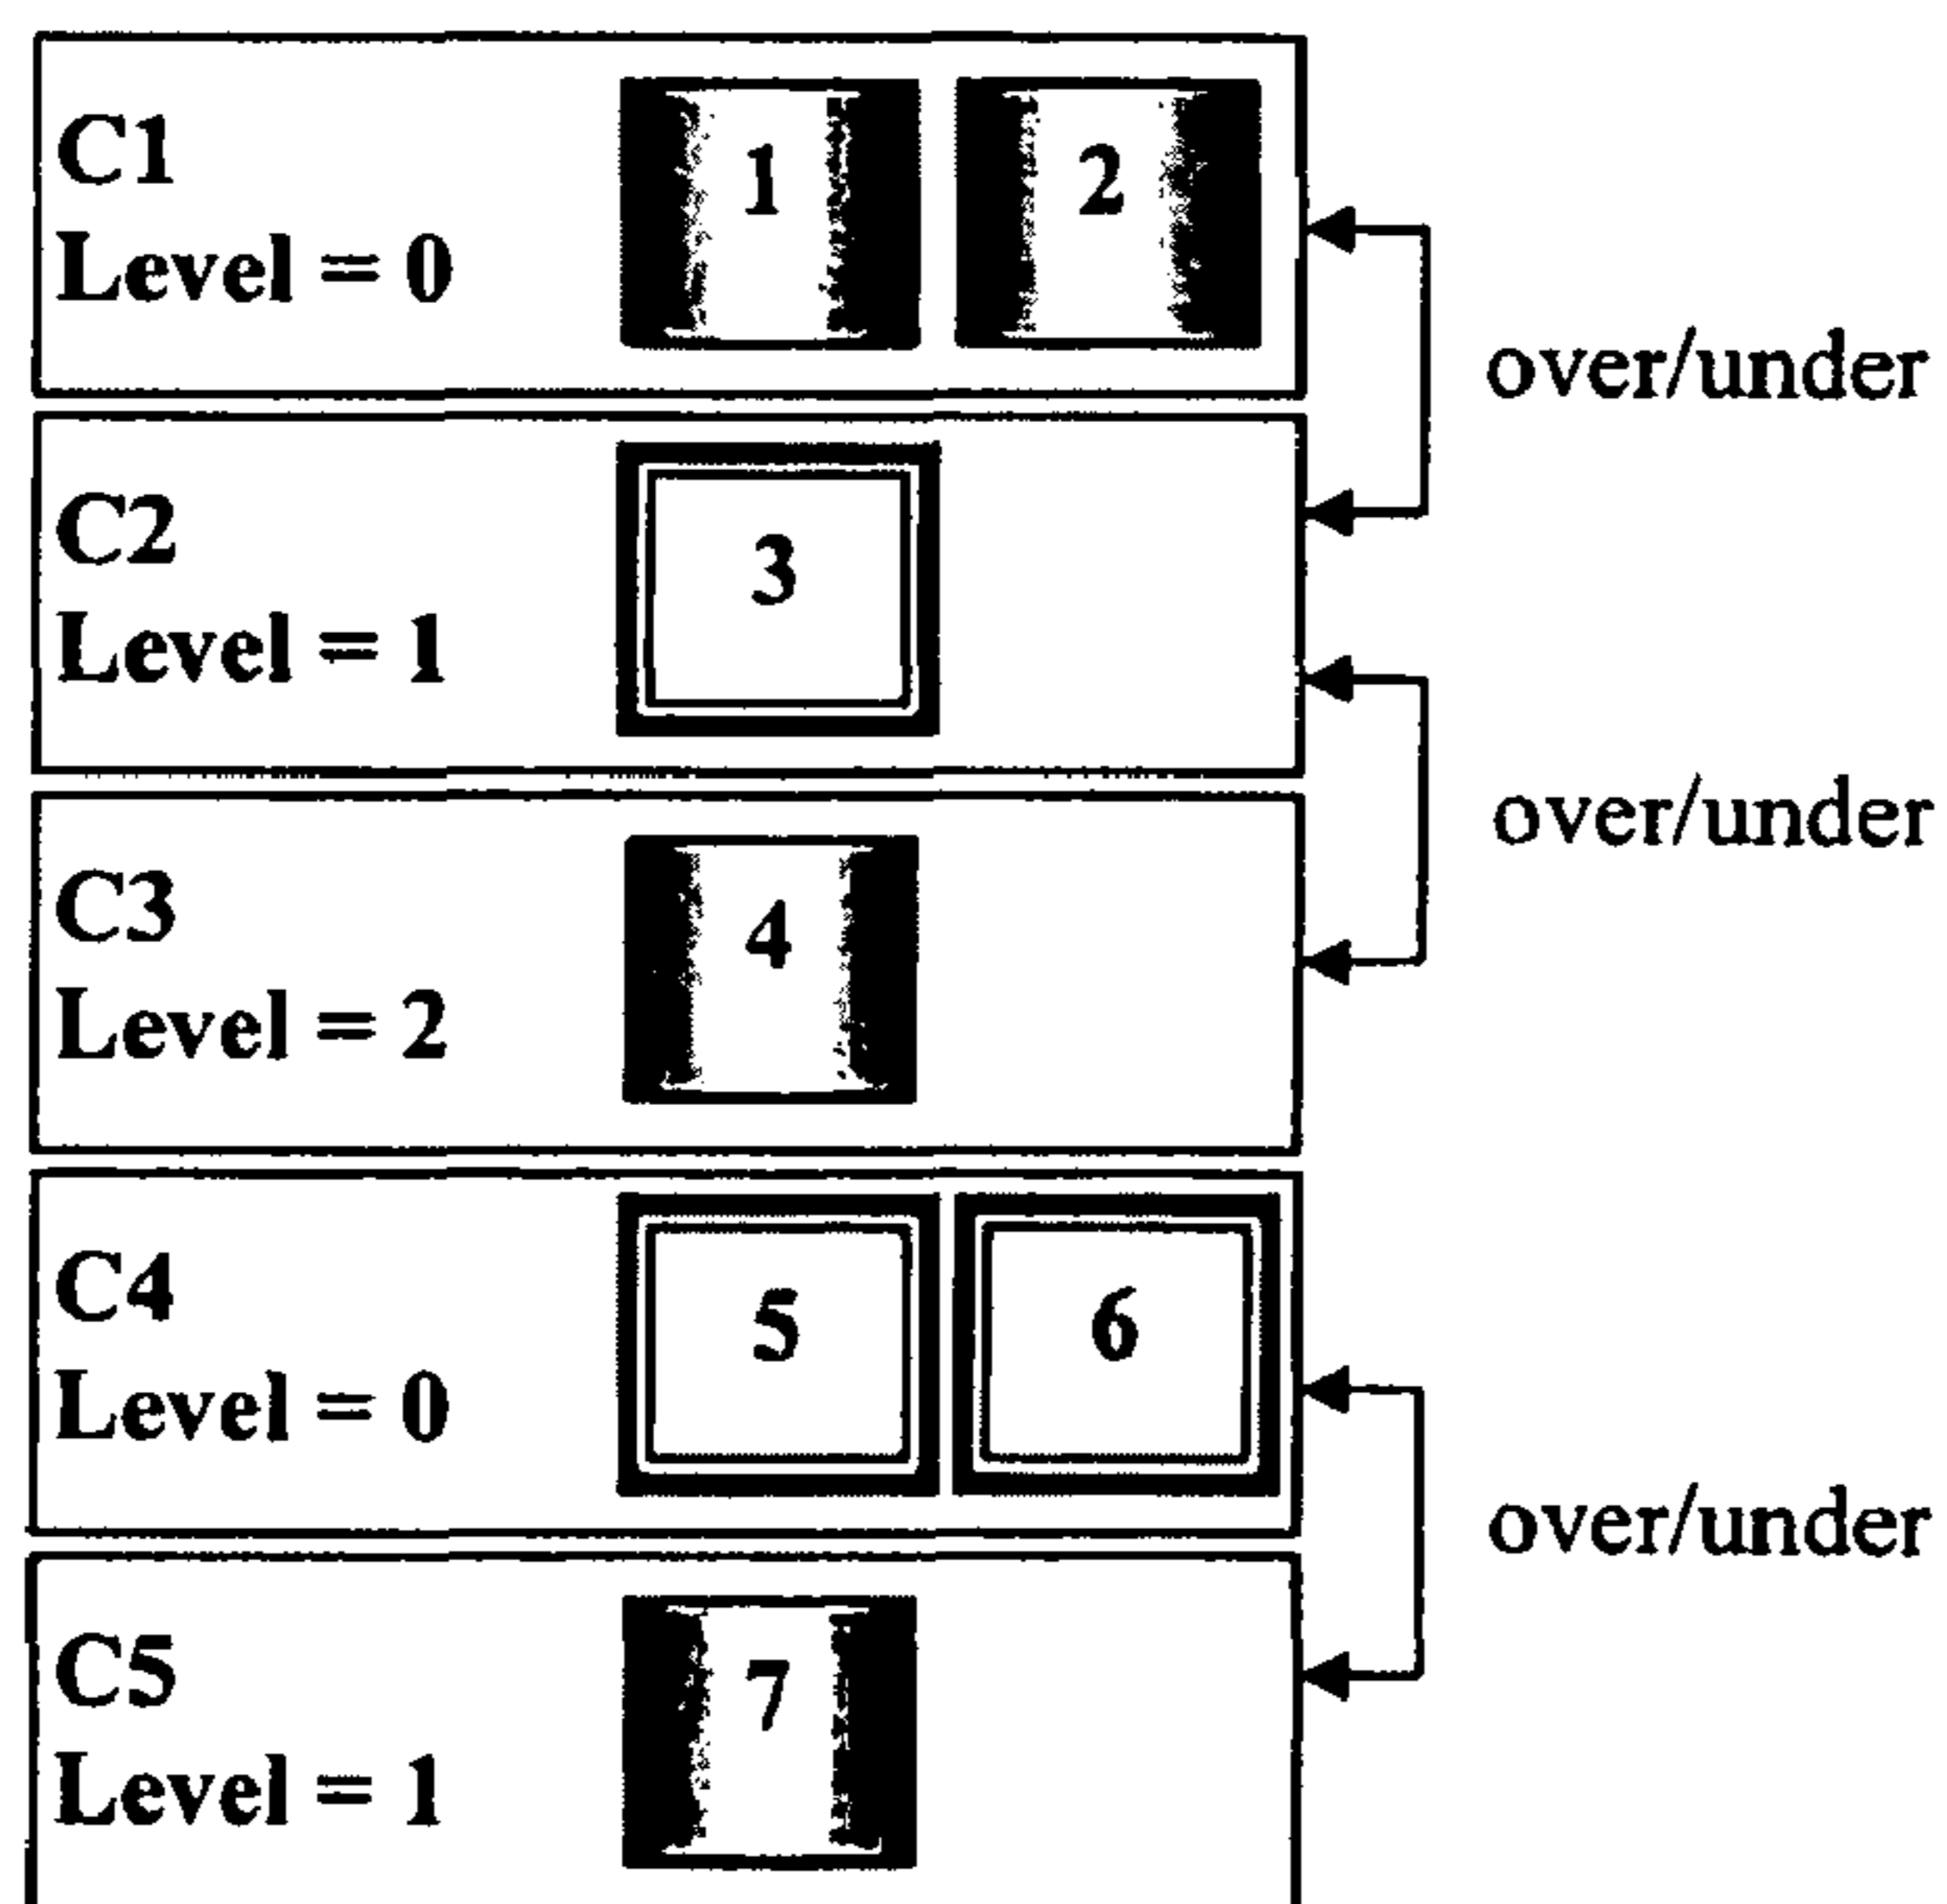 C1
Level = 0
1
2
over/under
C2
Level = 1
3
over/under
C3
Level = 2
4
C4
Level = 0
5
6
over/under
C5
Level = 1
7